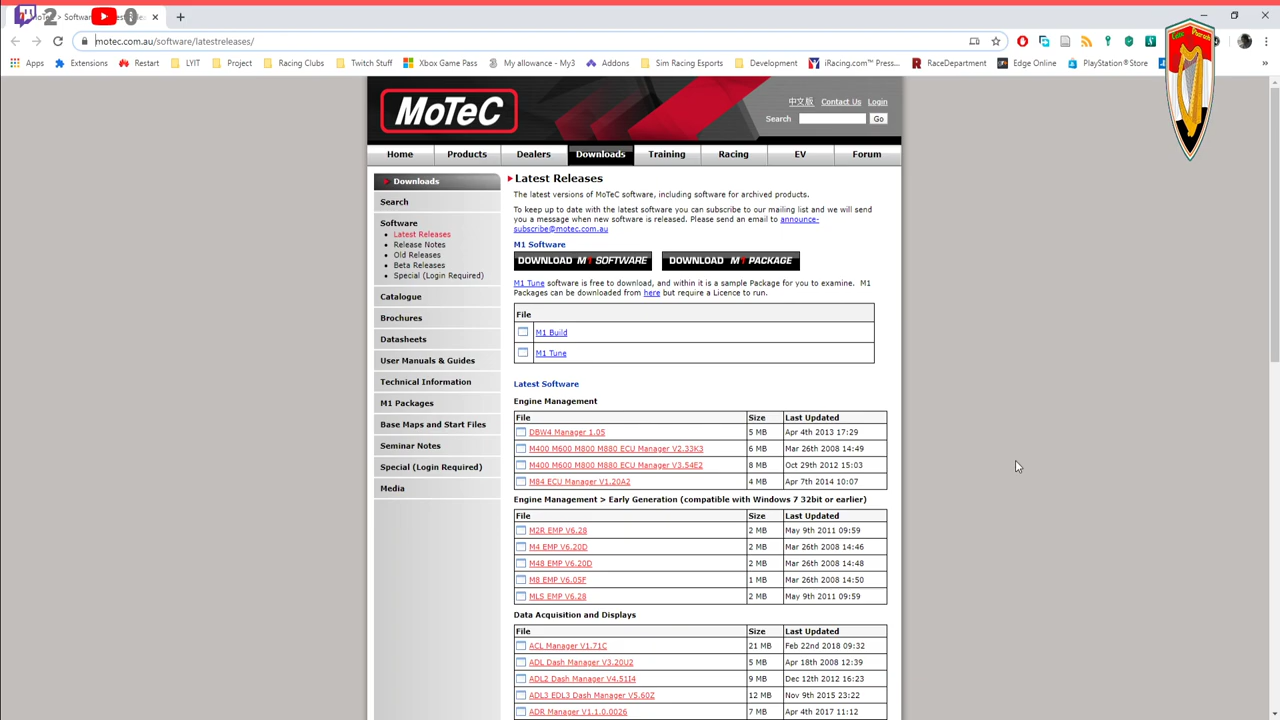 2
MoTeC > Softw
motec.com.au/software/latestreleases/
Apps Extensions Restart LYIT Project Racing Clubs Twitch Stuff Xbox Game Pass My allowance - My3 Addons Sim Racing Esports Development iRacing.com™ Press... RaceDepartment Edge Online PlayStation®Store
MoTeC
中文版 Contact Us Login
Search Go
Home Products Dealers Downloads Training Racing EV Forum
Downloads
Search
Software
Latest Releases
Release Notes
Old Releases
Beta Releases
Special (Login Required)
Catalogue
Brochures
Datasheets
User Manuals & Guides
Technical Information
M1 Packages
Base Maps and Start Files
Seminar Notes
Special (Login Required)
Media
Latest Releases
The latest versions of MoTeC software, including software for archived products.
To keep up to date with the latest software you can subscribe to our mailing list and we will send
you a message when new software is released. Please send an email to announce-
subscribe@motec.com.au
M1 Software
DOWNLOAD M1 SOFTWARE DOWNLOAD M1 PACKAGE
M1 Tune software is free to download, and within it is a sample Package for you to examine. M1
Packages can be downloaded from here but require a Licence to run.
File
M1 Build
M1 Tune
Latest Software
Engine Management
File Size Last Updated
DBW4 Manager 1.05 5 MB Apr 4th 2013 17:29
M400 M600 M800 M880 ECU Manager V2.33K3 6 MB Mar 26th 2008 14:49
M400 M600 M800 M880 ECU Manager V3.54E2 8 MB Oct 29th 2012 15:03
M84 ECU Manager V1.20A2 4 MB Apr 7th 2014 10:07
Engine Management > Early Generation (compatible with Windows 7 32bit or earlier)
File Size Last Updated
M2R EMP V6.28 2 MB May 9th 2011 09:59
M4 EMP V6.20D 2 MB Mar 26th 2008 14:46
M48 EMP V6.20D 2 MB Mar 26th 2008 14:48
M8 EMP V6.05F 1 MB Mar 26th 2008 14:50
MLS EMP V6.28 2 MB May 9th 2011 09:59
Data Acquisition and Displays
File Size Last Updated
ACL Manager V1.71C 21 MB Feb 22nd 2018 09:32
ADL Dash Manager V3.20U2 5 MB Apr 18th 2008 12:39
ADL2 Dash Manager V4.51I4 9 MB Dec 12th 2012 16:23
ADL3 EDL3 Dash Manager V5.60Z 12 MB Nov 9th 2015 23:22
ADR Manager V1.1.0.0026 7 MB Apr 4th 2017 11:12